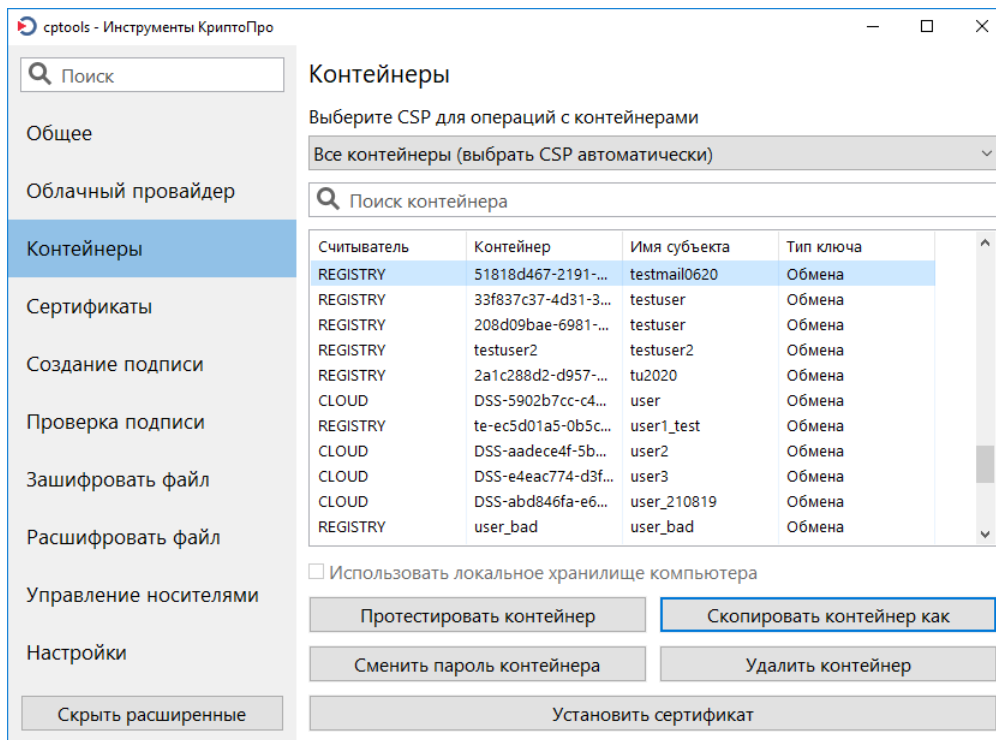 cptools - Инструменты КриптоПро
Поиск
Общее
Облачный провайдер
Контейнеры
Сертификаты
Создание подписи
Проверка подписи
Зашифровать файл
Расшифровать файл
Управление носителями
Настройки
Скрыть расширенные
Контейнеры
Выберите CSP для операций с контейнерами
Все контейнеры (выбрать CSP автоматически)
Поиск контейнера
Считыватель Контейнер Имя субъекта Тип ключа
REGISTRY 51818d467-2191-... testmail0620 Обмена
REGISTRY 33f837c37-4d31-3... testuser Обмена
REGISTRY 208d09bae-6981-... testuser Обмена
REGISTRY testuser2 testuser2 Обмена
REGISTRY 2a1c288d2-d957-... tu2020 Обмена
CLOUD DSS-5902b7cc-c4... user Обмена
REGISTRY te-ec5d01a5-0b5c... user1_test Обмена
CLOUD DSS-aadece4f-5b... user2 Обмена
CLOUD DSS-e4eac774-d3f... user3 Обмена
CLOUD DSS-abd846fa-e6... user_210819 Обмена
REGISTRY user_bad user_bad Обмена
Использовать локальное хранилище компьютера
Протестировать контейнер Скопировать контейнер как
Сменить пароль контейнера Удалить контейнер
Установить сертификат